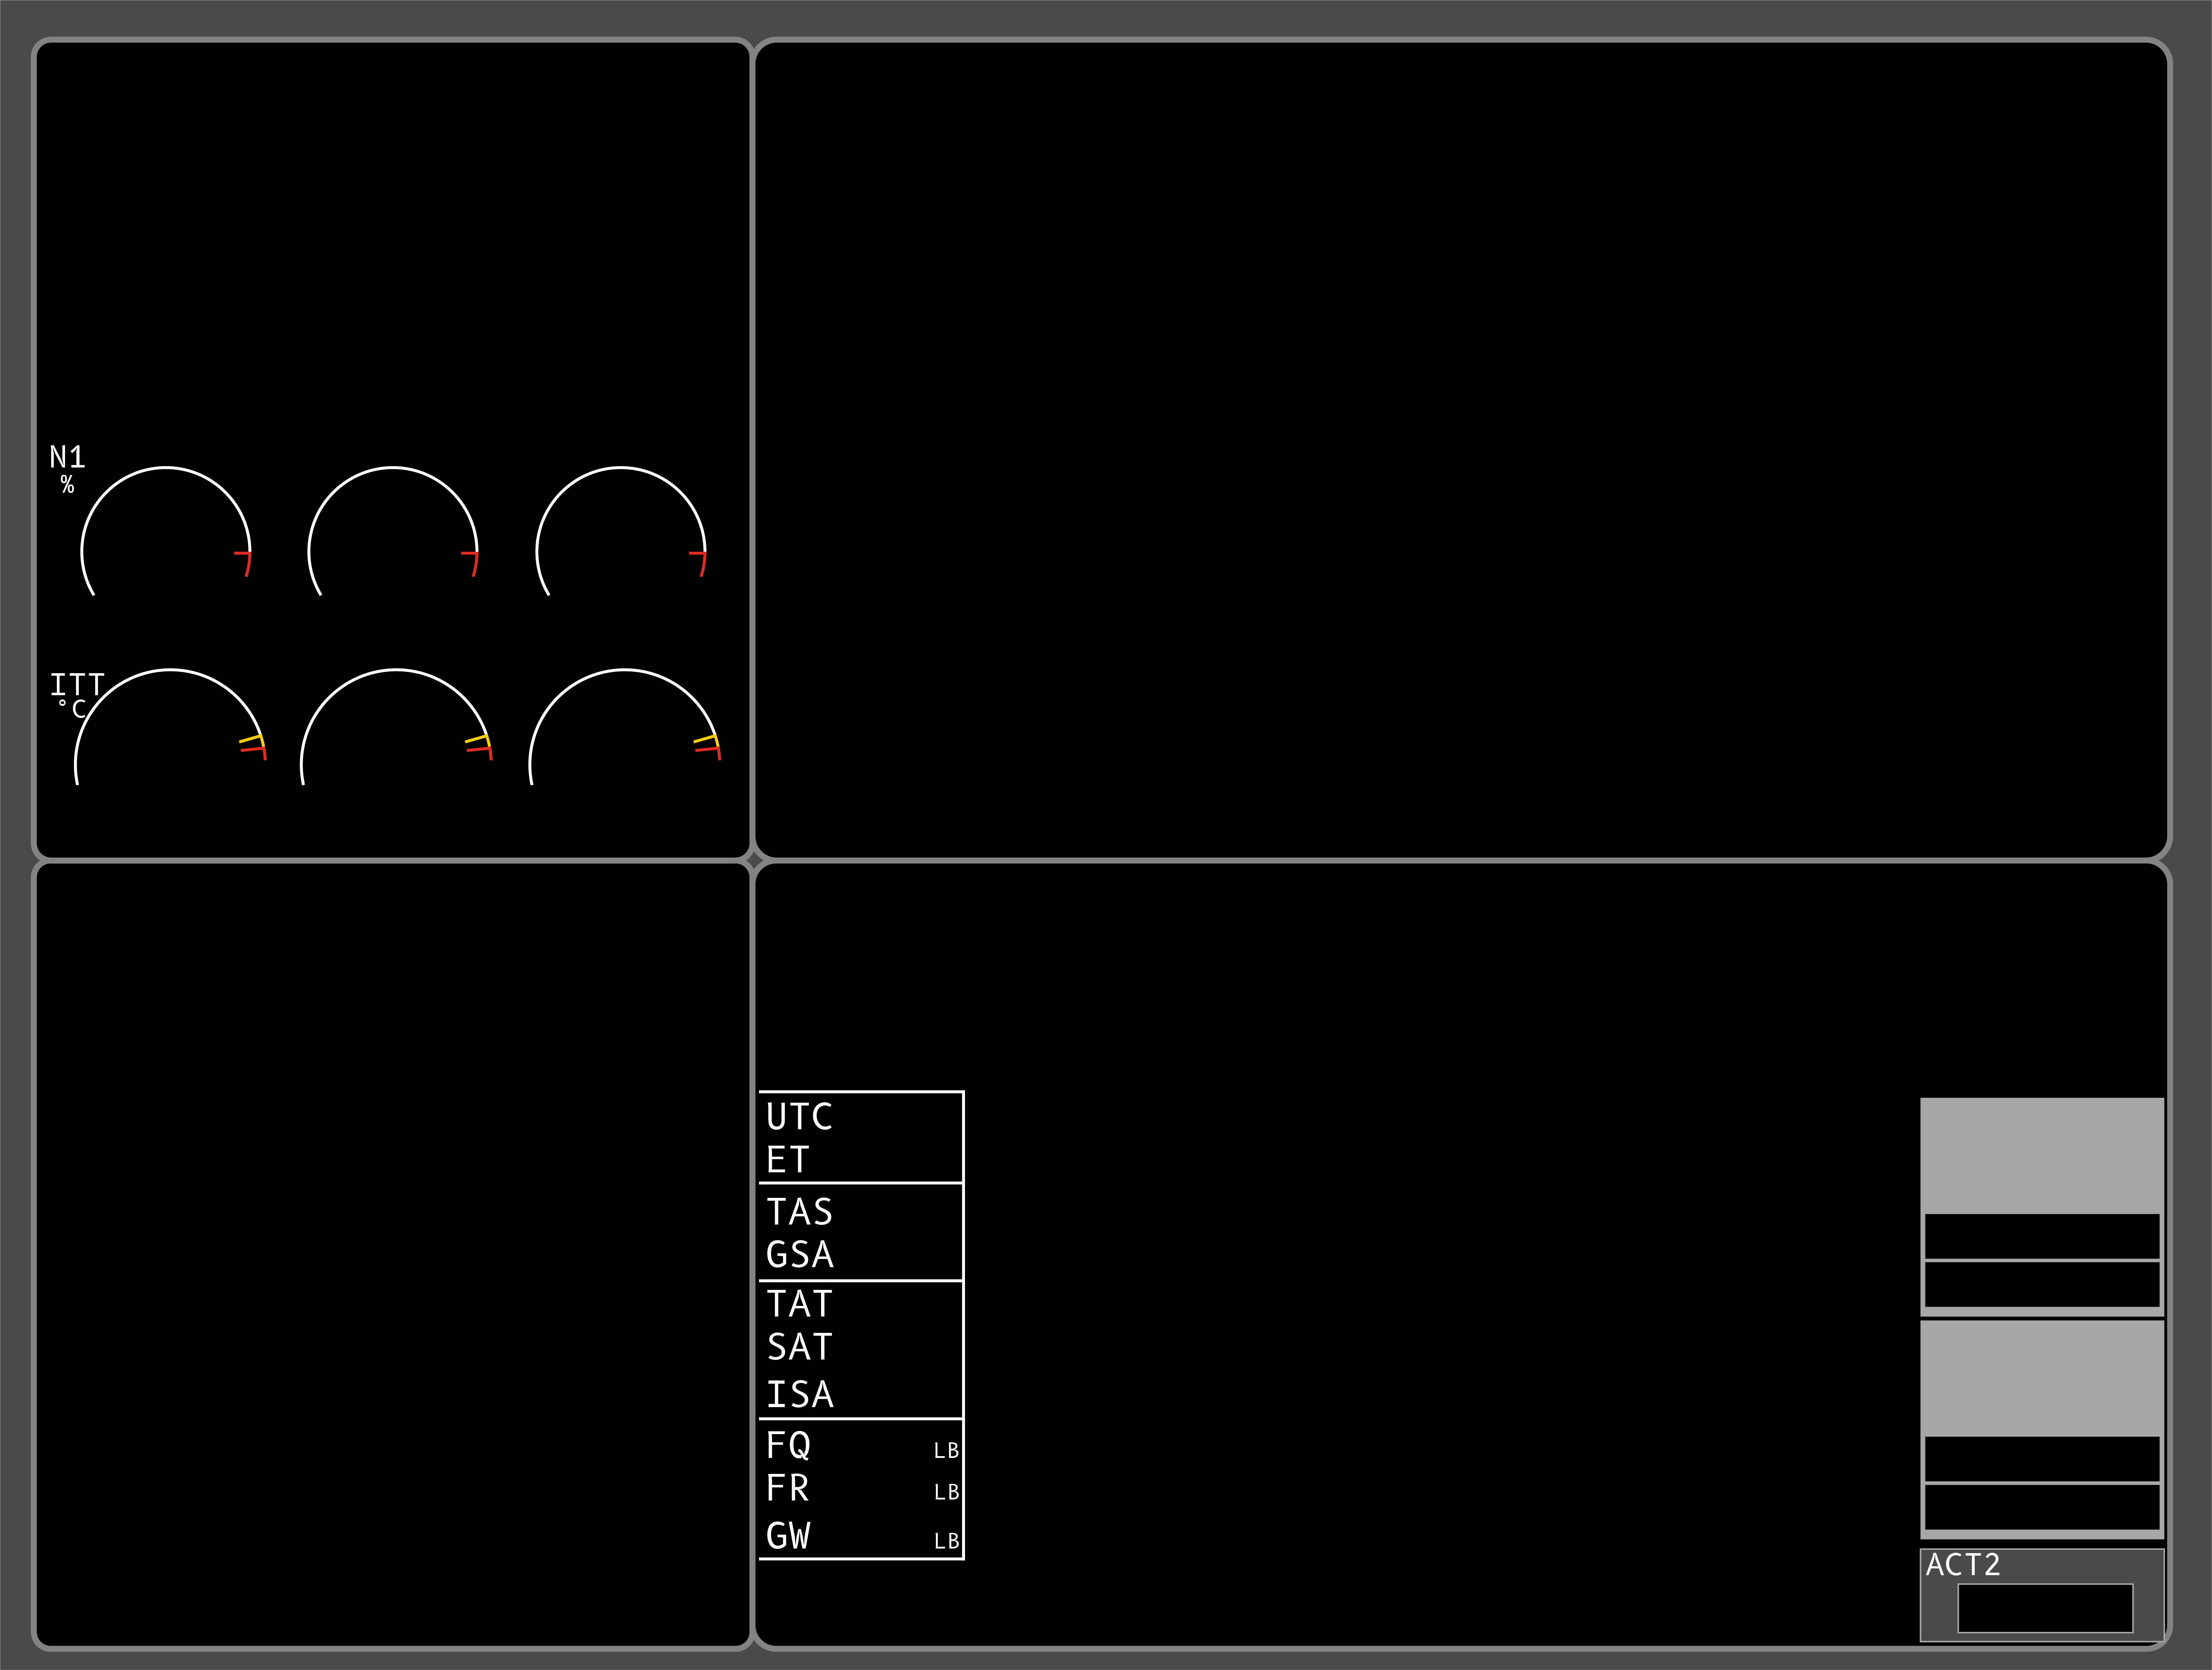 N1
%
ITT
°C
UTC
ET
TAS
GSA
TAT
SAT
ISA
FQ LB
FR LB
GW LB
ACT2